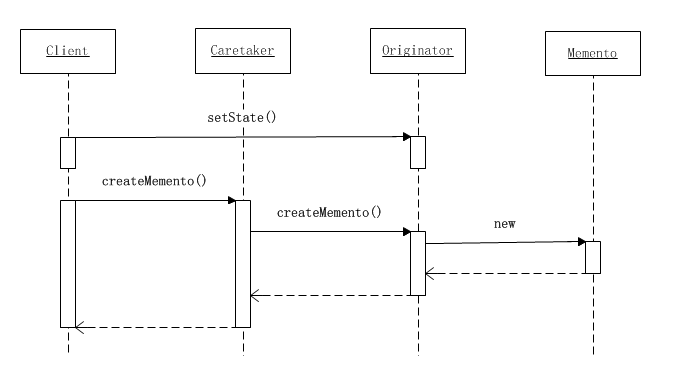 Client
Caretaker
Originator
Memento
setState()
createMemento()
createMemento()
new